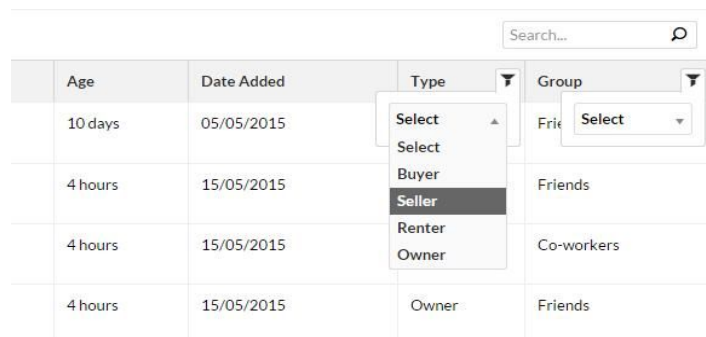 Search...
Age Date Added Type Group
10 days 05/05/2015 Select Select
Select
Buyer
4 hours 15/05/2015 Friends
Seller
Renter
4 hours 15/05/2015 Co-workers
Owner
4 hours 15/05/2015 Owner Friends